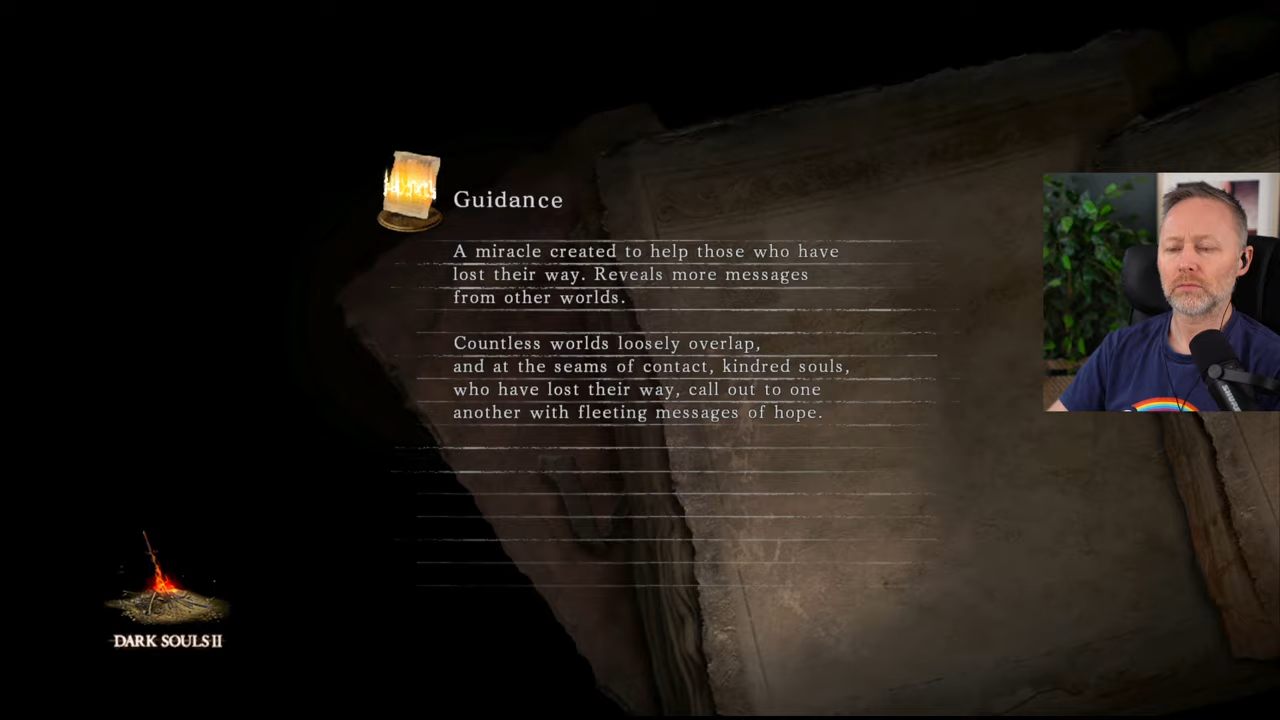 Guidance
A miracle created to help those who have
lost their way. Reveals more messages
from other worlds.
Countless worlds loosely overlap,
and at the seams of contact, kindred souls,
who have lost their way, call out to one
another with fleeting messages of hope.
DARK SOULS II